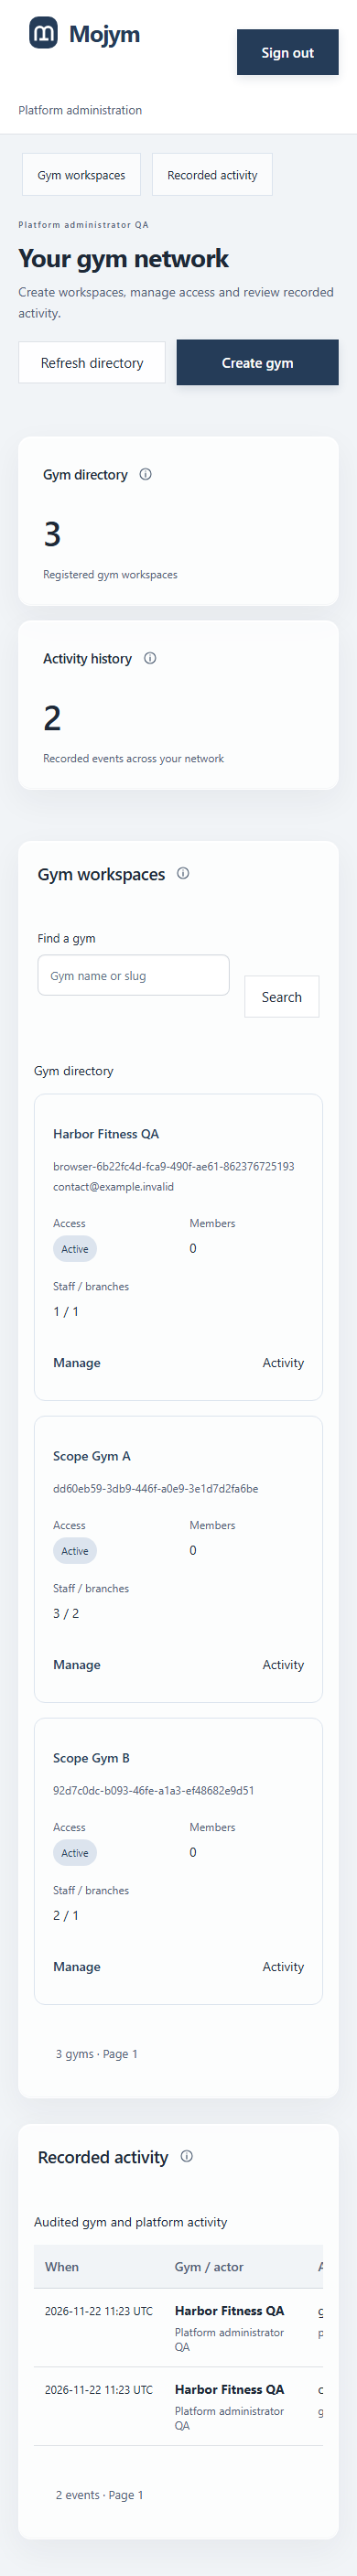 Mojym
Sign out
Platform administration
Gym workspaces
Recorded activity
Platform administrator QA
Your gym network
Create workspaces, manage access and review recorded
activity.
Refresh directory
Create gym
Gym directory
3
Registered gym workspaces
Activity history
2
Recorded events across your network
Gym workspaces
Find a gym
Gym name or slug
Search
Gym directory
Harbor Fitness QA
browser-6b22fc4d-fca9-490f-ae61-862376725193
contact@example.invalid
Access
Members
Active
0
Staff / branches
1 / 1
Manage
Activity
Scope Gym A
dd60eb59-3db9-446f-a0e9-3e1d7d2fa6be
Access
Members
Active
0
Staff / branches
3 / 2
Manage
Activity
Scope Gym B
92d7c0dc-b093-46fe-a1a3-ef48682e9d51
Access
Members
Active
0
Staff / branches
2 / 1
Manage
Activity
3 gyms · Page 1
Recorded activity
Audited gym and platform activity
When
Gym / actor
2026-11-22 11:23 UTC
Harbor Fitness QA
Platform administrator
QA
2026-11-22 11:23 UTC
Harbor Fitness QA
Platform administrator
QA
2 events · Page 1